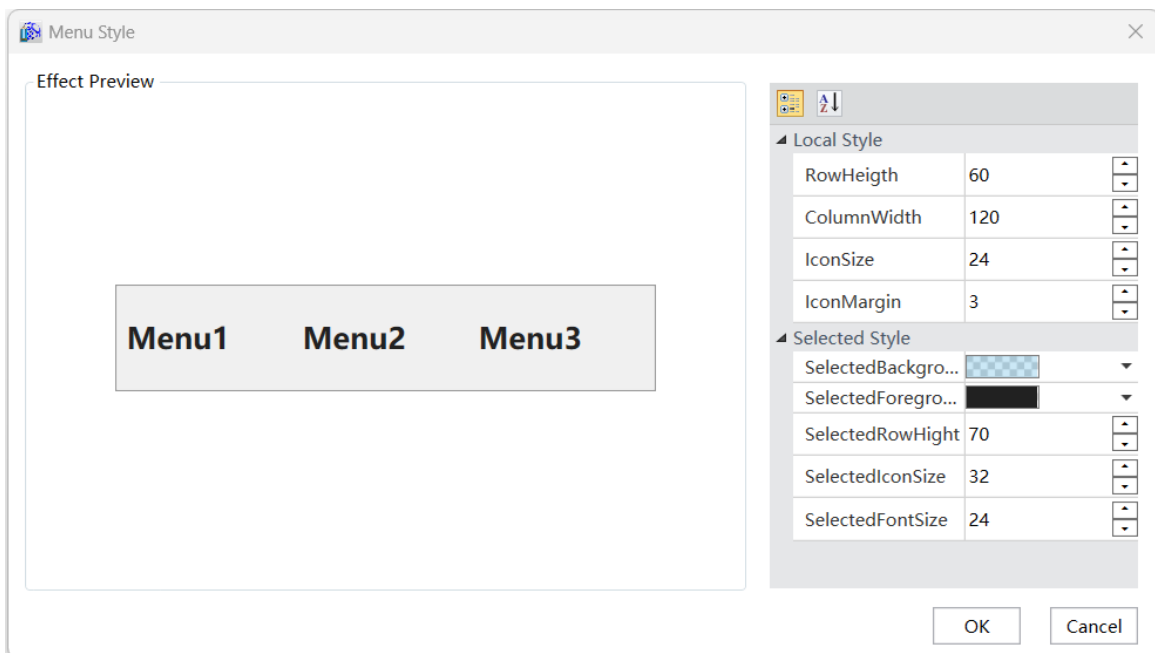 Menu Style
Effect Preview
Menu1 Menu2 Menu3
A
Z
Local Style
RowHeigth 60
ColumnWidth 120
IconSize 24
IconMargin 3
Selected Style
SelectedBackgro...
SelectedForegro...
SelectedRowHight 70
SelectedIconSize 32
SelectedFontSize 24
OK Cancel